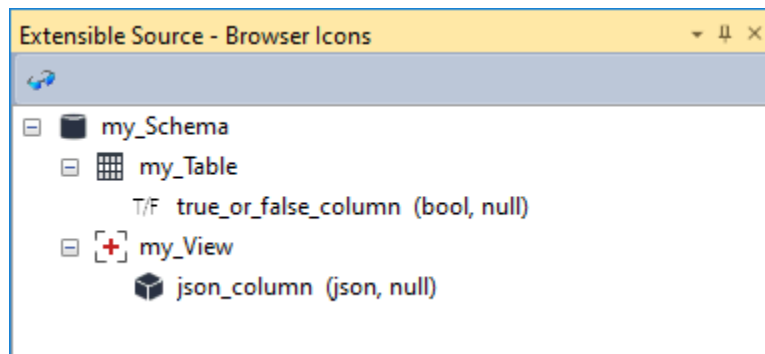 Extensible Source - Browser Icons
my_Schema
my_Table
T/F true_or_false_column (bool, null)
my_View
json_column (json, null)